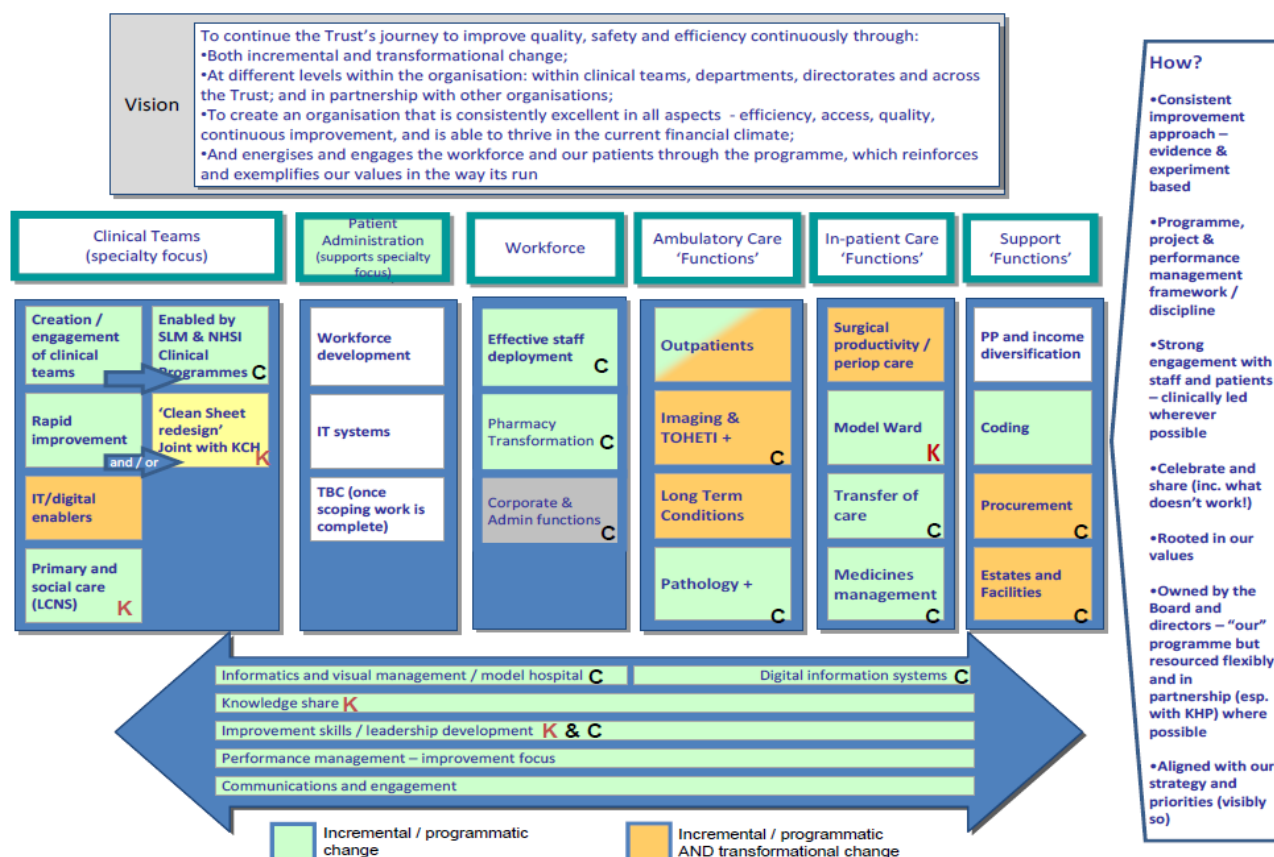 Vision
To continue the Trust's journey to improve quality, safety and efficiency continuously through:
•Both incremental and transformational change;
•At different levels within the organisation: within clinical teams, departments, directorates and across
the Trust; and in partnership with other organisations;
•To create an organisation that is consistently excellent in all aspects  - efficiency, access, quality,
continuous improvement, and is able to thrive in the current financial climate;
•And energises and engages the workforce and our patients through the programme, which reinforces
and exemplifies our values in the way its run
Clinical Teams
(specialty focus)
Patient
Administration
(supports specialty
focus)
Workforce
Ambulatory Care
'Functions'
In-patient Care
'Functions'
Support
'Functions'
Creation /
engagement
of clinical
teams
Enabled by
SLM & NHSI
Clinical
Programmes C
Rapid
improvement
and / or
'Clean Sheet
redesign'
Joint with KCH
K
IT/digital
enablers
Primary and
social care
(LCNS)
K
Workforce
development
IT systems
TBC (once
scoping work is
complete)
Effective staff
deployment
C
Pharmacy
Transformation C
Corporate &
Admin functions
C
Outpatients
Imaging &
TOHETI +
C
Long Term
Conditions
Pathology +
C
Surgical
productivity /
periop care
Model Ward
K
Transfer of
care
C
Medicines
management
C
PP and income
diversification
Coding
Procurement
C
Estates and
Facilities
C
Informatics and visual management / model hospital C
Digital information systems C
Knowledge share K
Improvement skills / leadership development K & C
Performance management – improvement focus
Communications and engagement
Incremental / programmatic
change
Incremental / programmatic
AND transformational change
How?
•Consistent
improvement
approach –
evidence &
experiment
based
•Programme,
project &
performance
management
framework /
discipline
•Strong
engagement with
staff and patients
– clinically led
wherever
possible
•Celebrate and
share (inc. what
doesn't work!)
•Rooted in our
values
•Owned by the
Board and
directors – "our"
programme but
resourced flexibly
and in
partnership (esp.
with KHP) where
possible
•Aligned with our
strategy and
priorities (visibly
so)